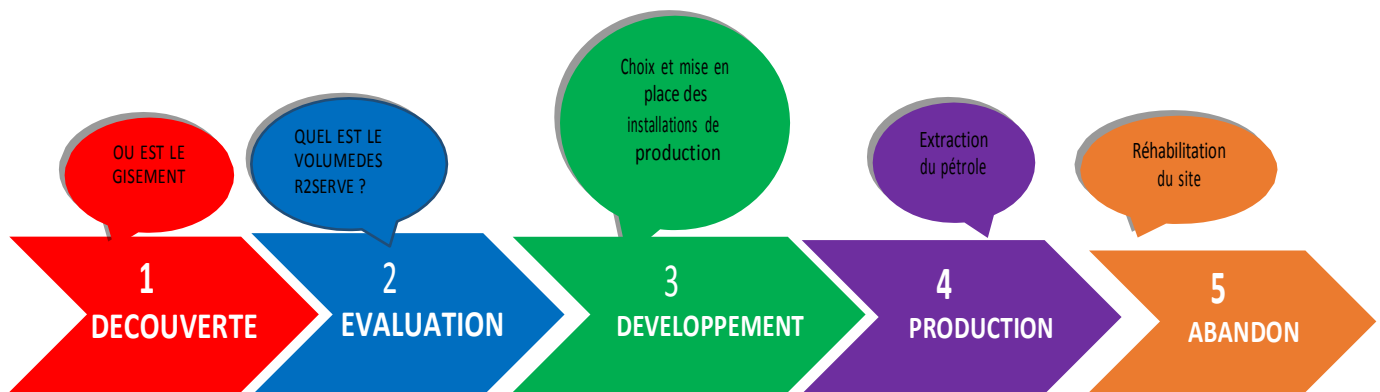 OU EST LE
GISEMENT
1
DECOUVERTE
QUEL EST LE
VOLUMEDES
R2SERVE ?
2
EVALUATION
Choix et mise en
place des
installations de
production
3
DEVELOPPEMENT
Extraction
du pétrole
4
PRODUCTION
Réhabilitation
du site
5
ABANDON